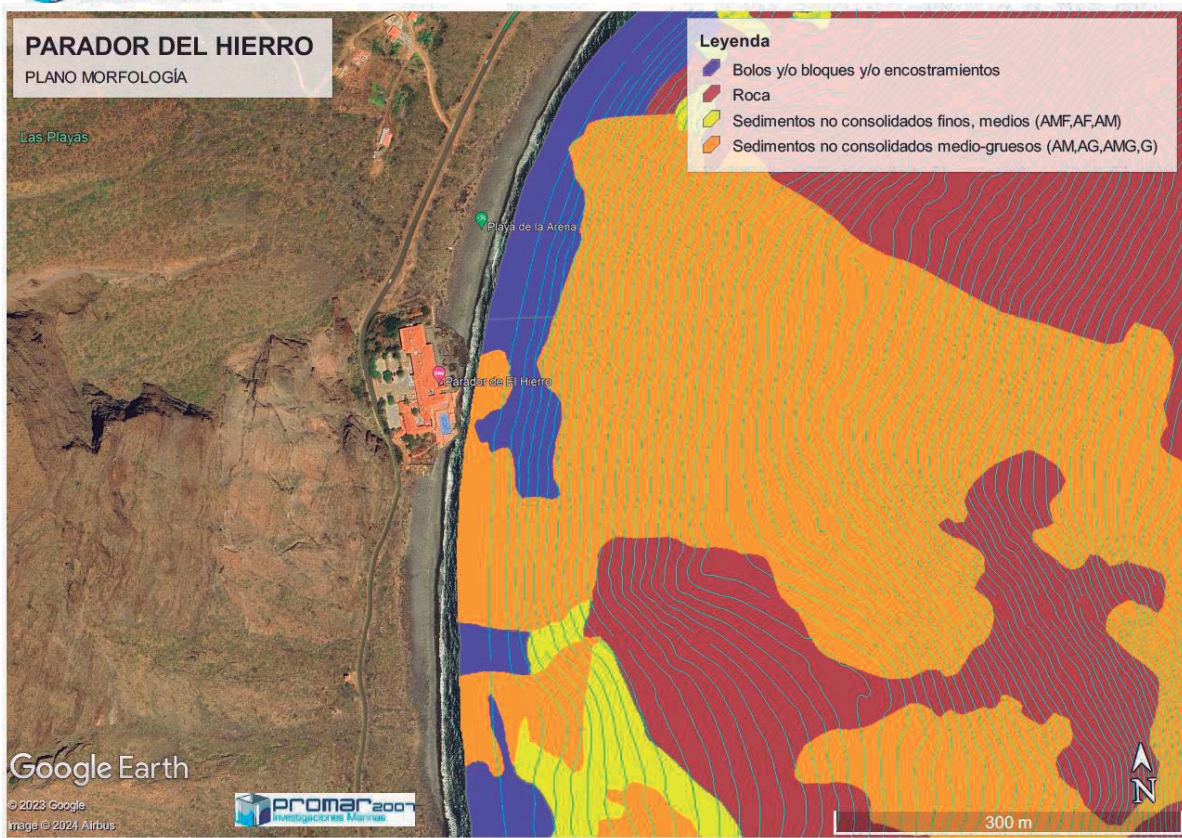 PARADOR DEL HIERRO
PLANO MORFOLOGÍA
Leyenda
Bolos y/o bloques y/o encostramientos
Roca
Sedimentos no consolidados finos, medios (AMF,AF,AM)
Sedimentos no consolidados medio-gruesos (AM,AG,AMG,G)
Las Playas
Playa de la Arena
Parador de El Hierro
Google Earth
© 2023 Google
Image © 2024 Airbus
promar 2007
Investigaciones Marinas
300 m
N